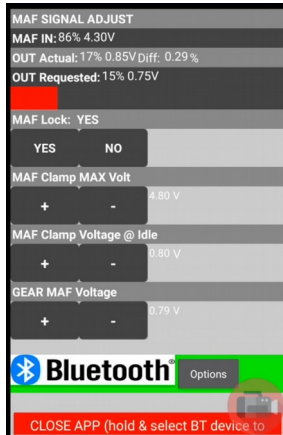 MAF SIGNAL ADJUST
MAF IN: 86% 4.30V
OUT Actual: 17% 0.85V Diff: 0.29 %
OUT Requested: 15% 0.75V
MAF Lock: YES
YES NO
MAF Clamp MAX Volt
+ - 4.80 V
MAF Clamp Voltage @ Idle
+ - 0.80 V
GEAR MAF Voltage
+ - 0.79 V
Bluetooth® Options
CLOSE APP (hold & select BT device to